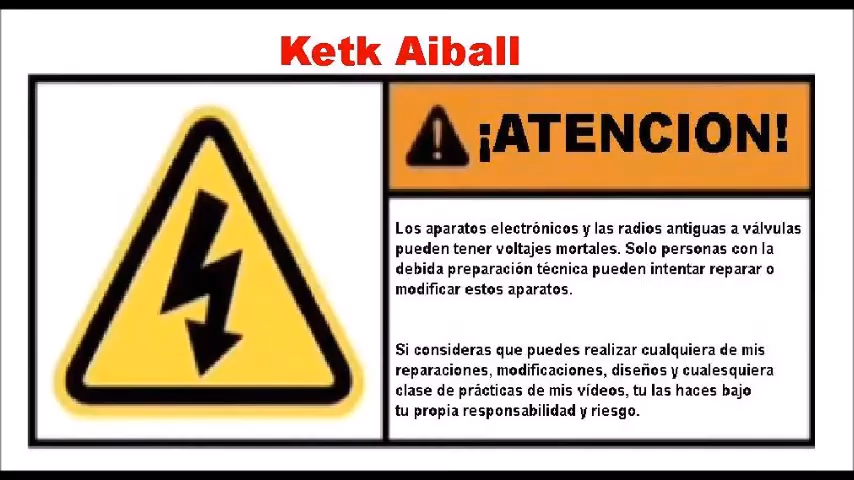 Ketk Aiball
¡ATENCION!
Los aparatos electrónicos y las radios antiguas a válvulas
pueden tener voltajes mortales. Solo personas con la
debida preparación técnica pueden intentar reparar o
modificar estos aparatos.
Si consideras que puedes realizar cualquiera de mis
reparaciones, modificaciones, diseños y cualesquiera
clase de prácticas de mis vídeos, tu las haces bajo
tu propia responsabilidad y riesgo.